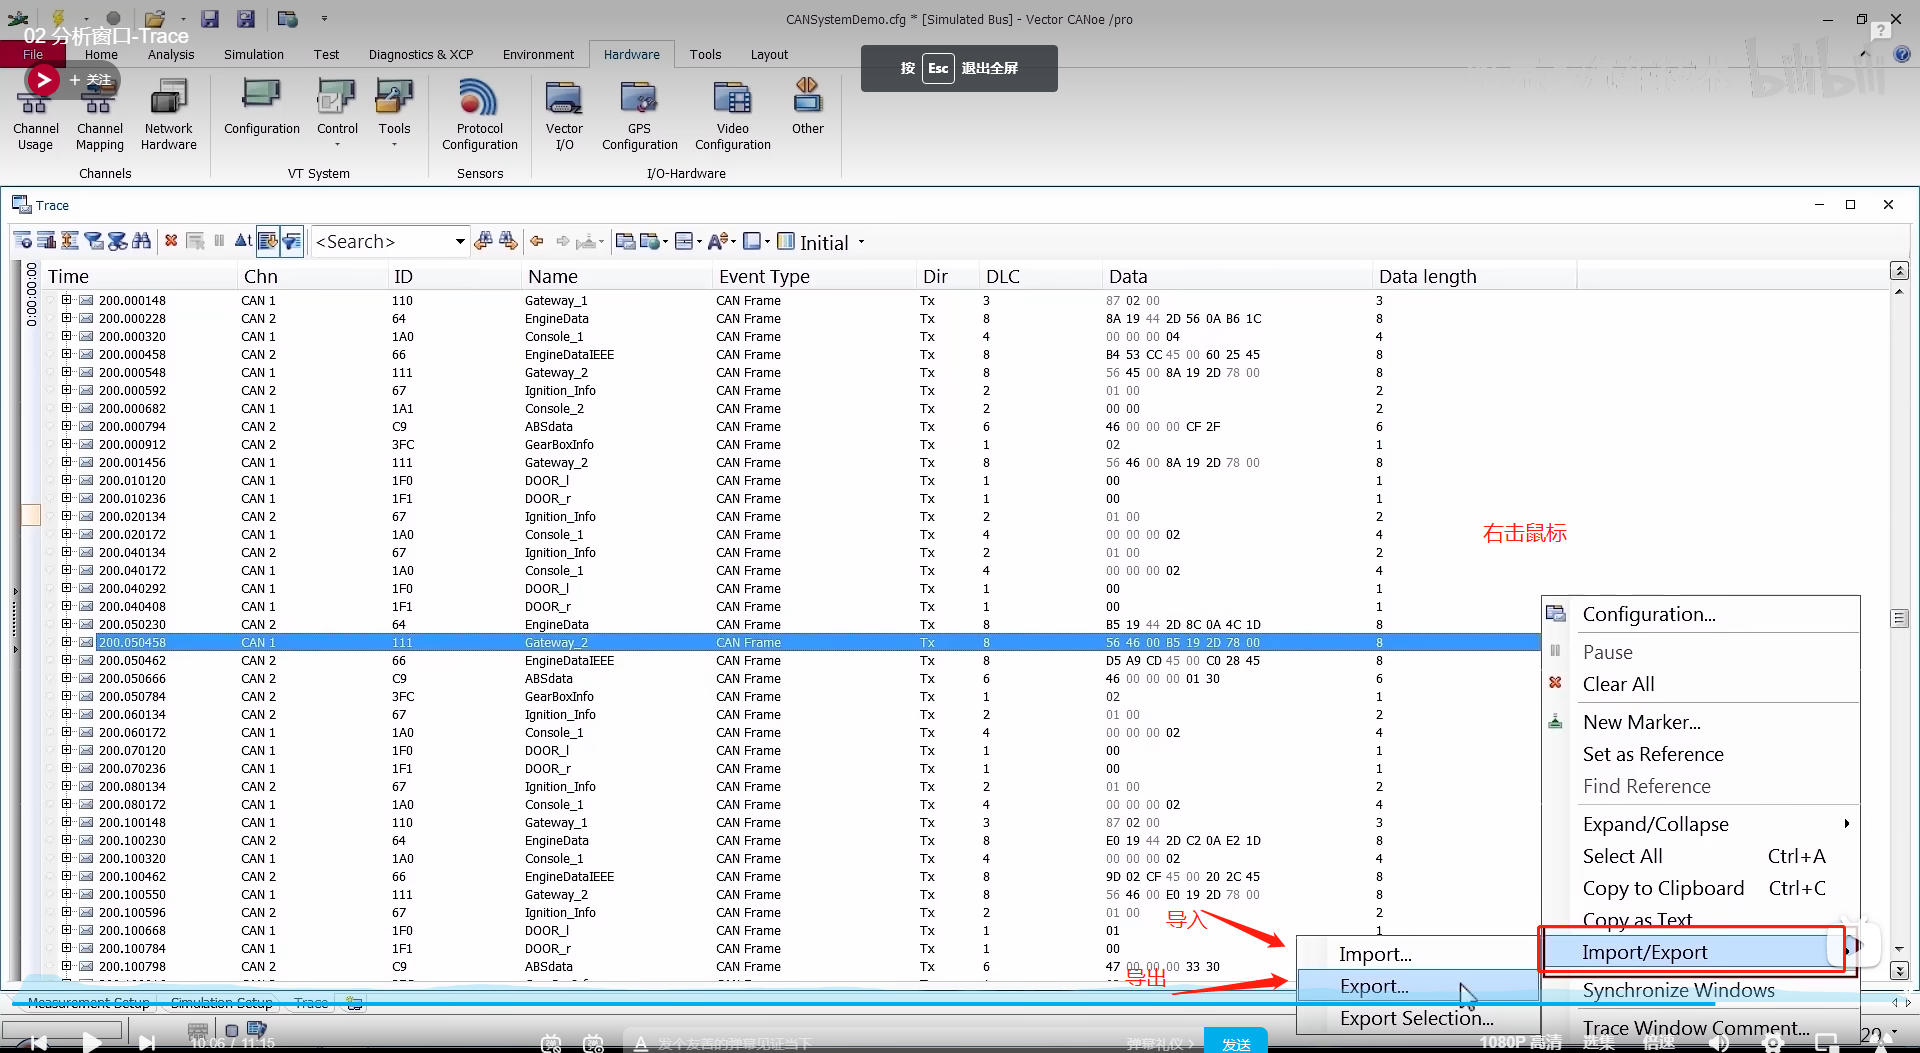 CANSystemDemo.cfg * [Simulated Bus] - Vector CANoe /pro
02 分析窗口-Trace
File Home Analysis Simulation Test Diagnostics & XCP Environment Hardware Tools Layout
按 Esc 退出全屏
+ 关注
bilibili
Channel Usage
Channel Mapping
Network Hardware
Configuration
Control
Tools
Protocol Configuration
Vector I/O
GPS Configuration
Video Configuration
Other
Channels VT System Sensors I/O-Hardware
Trace
<Search> Initial
0:00:00:00
Time Chn ID Name Event Type Dir DLC Data Data length
200.000148 CAN 1 110 Gateway_1 CAN Frame Tx 3 87 02 00 3
200.000228 CAN 2 64 EngineData CAN Frame Tx 8 8A 19 44 2D 56 0A B6 1C 8
200.000320 CAN 1 1A0 Console_1 CAN Frame Tx 4 00 00 00 04 4
200.000458 CAN 2 66 EngineDataIEEE CAN Frame Tx 8 B4 53 CC 45 00 60 25 45 8
200.000548 CAN 1 111 Gateway_2 CAN Frame Tx 8 56 45 00 8A 19 2D 78 00 8
200.000592 CAN 2 67 Ignition_Info CAN Frame Tx 2 01 00 2
200.000682 CAN 1 1A1 Console_2 CAN Frame Tx 2 00 00 2
200.000794 CAN 2 C9 ABSdata CAN Frame Tx 6 46 00 00 00 CF 2F 6
200.000912 CAN 2 3FC GearBoxInfo CAN Frame Tx 1 02 1
200.001456 CAN 1 111 Gateway_2 CAN Frame Tx 8 56 46 00 8A 19 2D 78 00 8
200.010120 CAN 1 1F0 DOOR_l CAN Frame Tx 1 00 1
200.010236 CAN 1 1F1 DOOR_r CAN Frame Tx 1 00 1
200.020134 CAN 2 67 Ignition_Info CAN Frame Tx 2 01 00 2
200.020172 CAN 1 1A0 Console_1 CAN Frame Tx 4 00 00 00 02 4
右击鼠标
200.040134 CAN 2 67 Ignition_Info CAN Frame Tx 2 01 00 2
200.040172 CAN 1 1A0 Console_1 CAN Frame Tx 4 00 00 00 02 4
200.040292 CAN 1 1F0 DOOR_l CAN Frame Tx 1 00 1
200.040408 CAN 1 1F1 DOOR_r CAN Frame Tx 1 00 1
200.050230 CAN 2 64 EngineData CAN Frame Tx 8 B5 19 44 2D 8C 0A 4C 1D 8
200.050458 CAN 1 111 Gateway_2 CAN Frame Tx 8 56 46 00 B5 19 2D 78 00 8
200.050462 CAN 2 66 EngineDataIEEE CAN Frame Tx 8 D5 A9 CD 45 00 C0 28 45 8
200.050666 CAN 2 C9 ABSdata CAN Frame Tx 6 46 00 00 00 01 30 6
200.050784 CAN 2 3FC GearBoxInfo CAN Frame Tx 1 02 1
200.060134 CAN 2 67 Ignition_Info CAN Frame Tx 2 01 00 2
200.060172 CAN 1 1A0 Console_1 CAN Frame Tx 4 00 00 00 02 4
200.070120 CAN 1 1F0 DOOR_l CAN Frame Tx 1 00 1
200.070236 CAN 1 1F1 DOOR_r CAN Frame Tx 1 00 1
200.080134 CAN 2 67 Ignition_Info CAN Frame Tx 2 01 00 2
200.080172 CAN 1 1A0 Console_1 CAN Frame Tx 4 00 00 00 02 4
200.100148 CAN 1 110 Gateway_1 CAN Frame Tx 3 87 02 00 3
200.100230 CAN 2 64 EngineData CAN Frame Tx 8 E0 19 44 2D C2 0A E2 1D 8
200.100320 CAN 1 1A0 Console_1 CAN Frame Tx 4 00 00 00 02 4
200.100462 CAN 2 66 EngineDataIEEE CAN Frame Tx 8 9D 02 CF 45 00 20 2C 45 8
200.100550 CAN 1 111 Gateway_2 CAN Frame Tx 8 56 46 00 E0 19 2D 78 00 8
200.100596 CAN 2 67 Ignition_Info CAN Frame Tx 2 01 00 2
200.100668 CAN 1 1F0 DOOR_l CAN Frame Tx 1 01 1
200.100784 CAN 1 1F1 DOOR_r CAN Frame Tx 1 00
200.100798 CAN 2 C9 ABSdata CAN Frame Tx 6 47 00 00 00 33 30
Configuration...
Pause
Clear All
New Marker...
Set as Reference
Find Reference
Expand/Collapse
Select All Ctrl+A
Copy to Clipboard Ctrl+C
Copy as Text
Import/Export
Synchronize Windows
Trace Window Comment...
导入
导出
Import...
Export...
Export Selection...
Measurement Setup Simulation Setup Trace
10:06 / 11:15
发个友善的弹幕见证当下
弹幕礼仪 >
发送
1080P 高清
选集
倍速